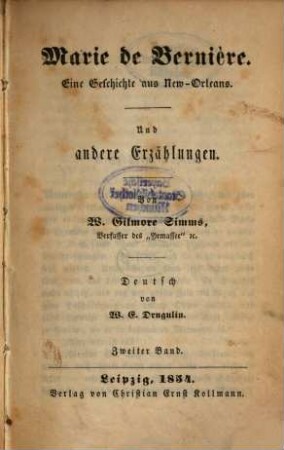 Marie de Bernière.
Eine Geschichte aus New-Orleans.
Und
andere Erzählungen.
Von
W. Gilmore Simms,
Verfasser des „Yemassee“ ꝛc.
Deutsch
von
W. E. Drugulin.
Zweiter Band.
Leipzig, 1854.
Verlag von Christian Ernst Kollmann.